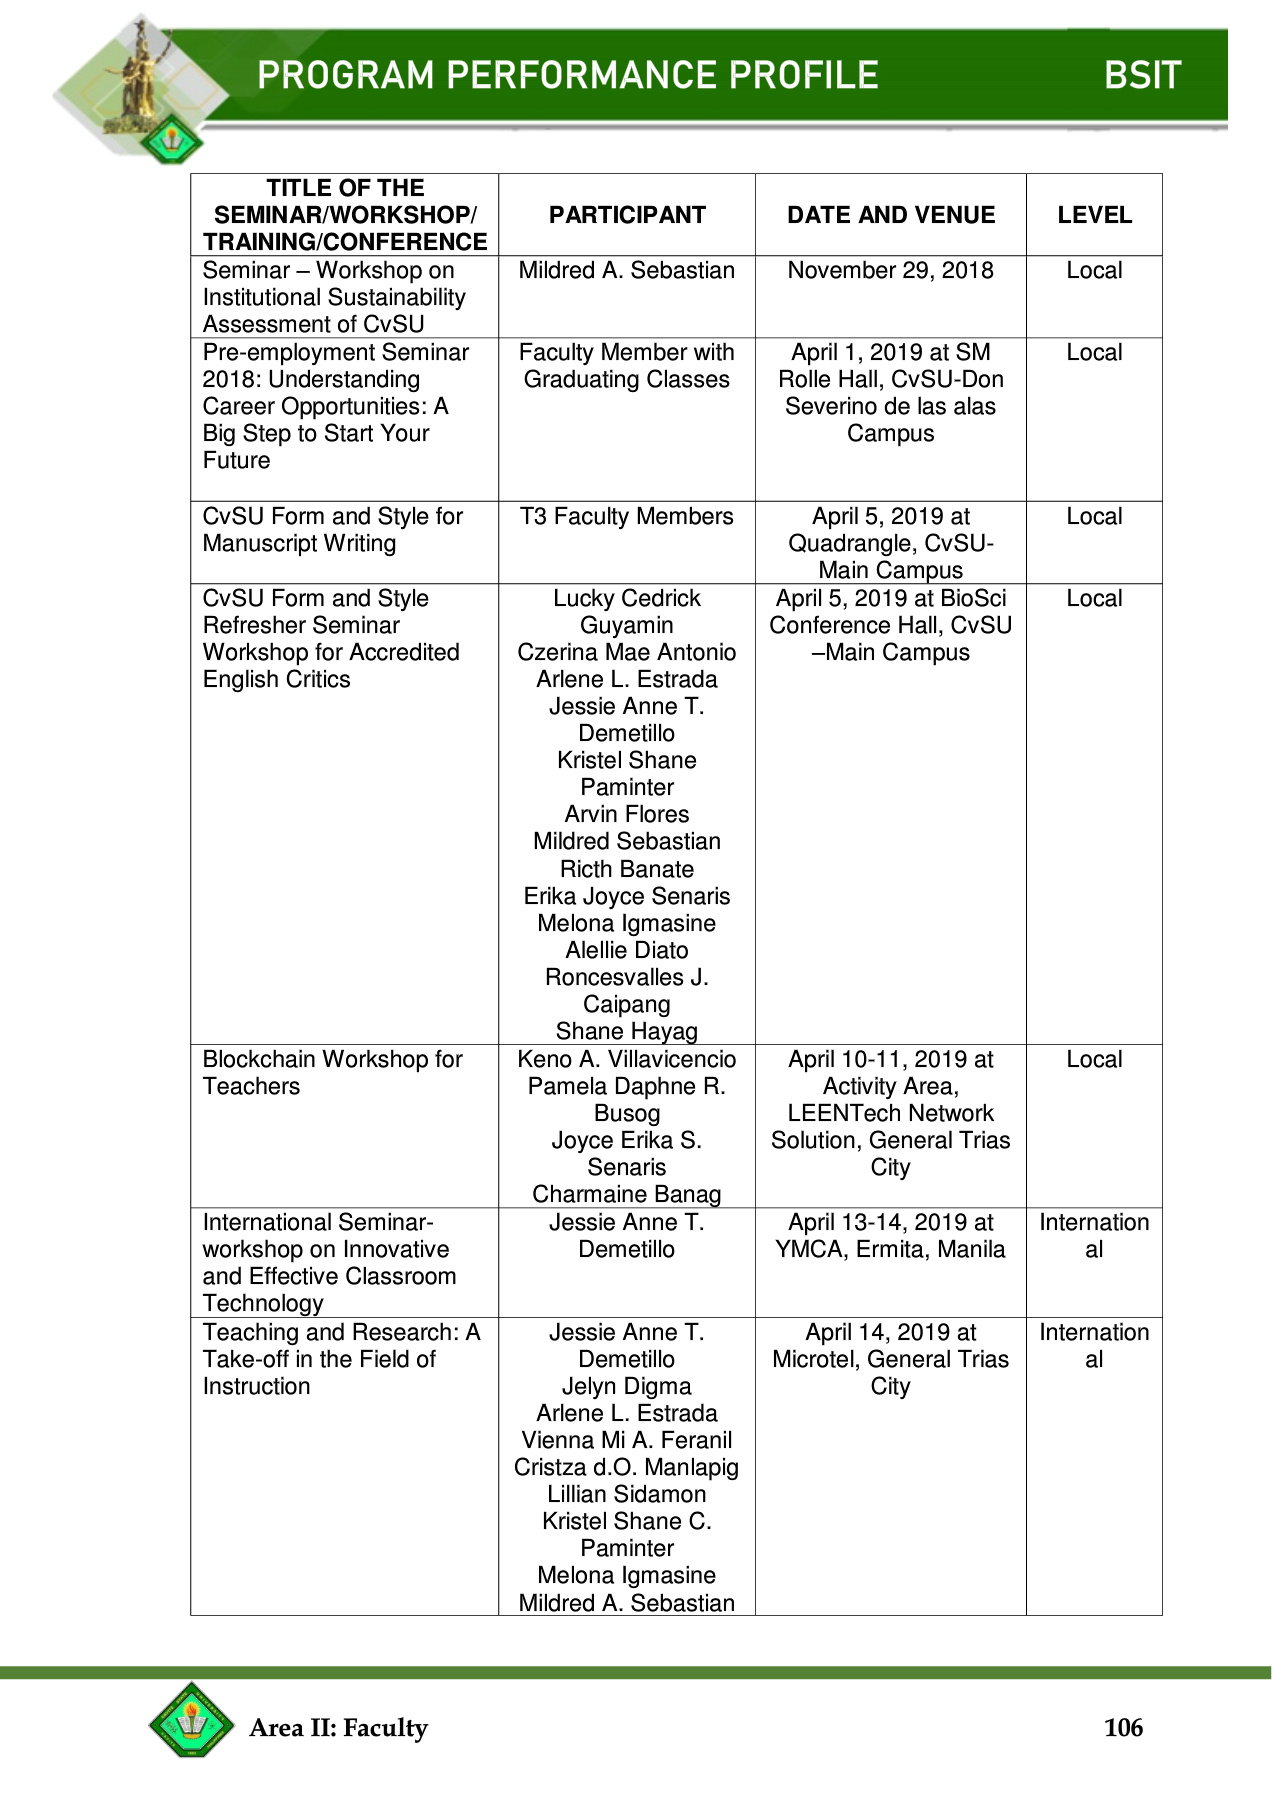 PROGRAM PERFORMANCE PROFILE BSIT
TITLE OF THE
SEMINAR/WORKSHOP/
TRAINING/CONFERENCE
PARTICIPANT
DATE AND VENUE
LEVEL
Seminar – Workshop on
Institutional Sustainability
Assessment of CvSU
Mildred A. Sebastian
November 29, 2018
Local
Pre-employment Seminar
2018: Understanding
Career Opportunities: A
Big Step to Start Your
Future
Faculty Member with
Graduating Classes
April 1, 2019 at SM
Rolle Hall, CvSU-Don
Severino de las alas
Campus
Local
CvSU Form and Style for
Manuscript Writing
T3 Faculty Members
April 5, 2019 at
Quadrangle, CvSU-
Main Campus
Local
CvSU Form and Style
Refresher Seminar
Workshop for Accredited
English Critics
Lucky Cedrick
Guyamin
Czerina Mae Antonio
Arlene L. Estrada
Jessie Anne T.
Demetillo
Kristel Shane
Paminter
Arvin Flores
Mildred Sebastian
Ricth Banate
Erika Joyce Senaris
Melona Igmasine
Alellie Diato
Roncesvalles J.
Caipang
Shane Hayag
April 5, 2019 at BioSci
Conference Hall, CvSU
–Main Campus
Local
Blockchain Workshop for
Teachers
Keno A. Villavicencio
Pamela Daphne R.
Busog
Joyce Erika S.
Senaris
Charmaine Banag
April 10-11, 2019 at
Activity Area,
LEENTech Network
Solution, General Trias
City
Local
International Seminar-
workshop on Innovative
and Effective Classroom
Technology
Jessie Anne T.
Demetillo
April 13-14, 2019 at
YMCA, Ermita, Manila
Internation
al
Teaching and Research: A
Take-off in the Field of
Instruction
Jessie Anne T.
Demetillo
Jelyn Digma
Arlene L. Estrada
Vienna Mi A. Feranil
Cristza d.O. Manlapig
Lillian Sidamon
Kristel Shane C.
Paminter
Melona Igmasine
Mildred A. Sebastian
April 14, 2019 at
Microtel, General Trias
City
Internation
al
Area II: Faculty 106